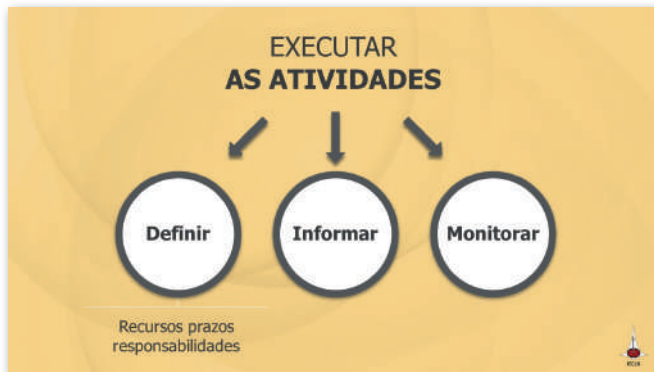 EXECUTAR
AS ATIVIDADES
Definir
Informar
Monitorar
Recursos prazos
responsabilidades